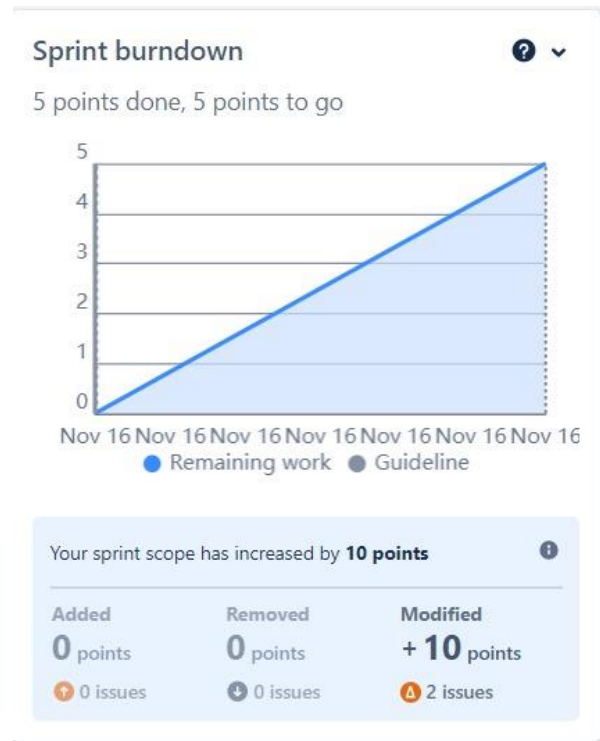 Sprint burndown
5 points done, 5 points to go
5
4
3
2
1
0
Nov 16 Nov 16 Nov 16 Nov 16 Nov 16 Nov 16 Nov 16
Remaining work Guideline
Your sprint scope has increased by 10 points
Added Removed Modified
0 points 0 points + 10 points
0 issues 0 issues 2 issues